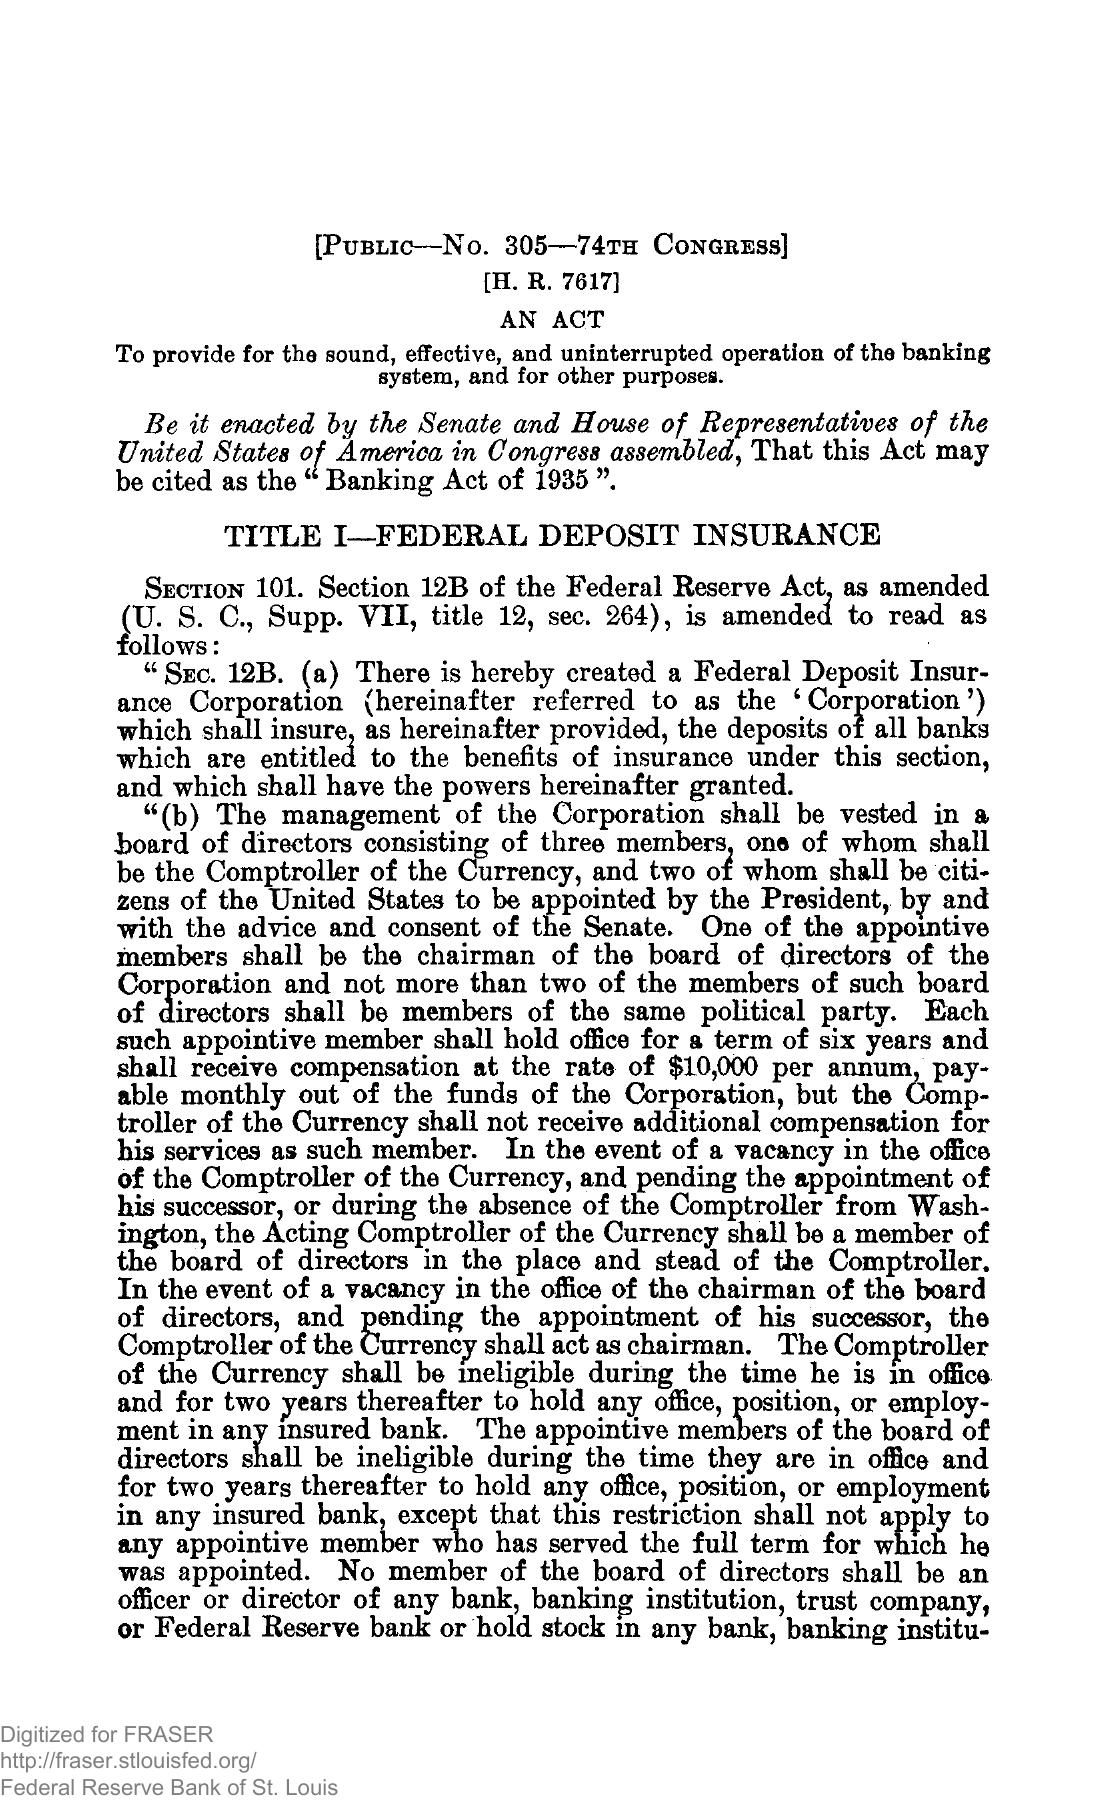 [PUBLIC—NO. 305—74TH CONGRESS]
[H. R. 7617]
AN ACT
To provide for the sound, effective, and uninterrupted operation of the banking
system, and for other purposes.
Be it enacted by the Senate and House of Representatives of the
United States of America in Congress assembled, That this Act may
be cited as the “ Banking Act of 1935 ”.
TITLE I—FEDERAL DEPOSIT INSURANCE
SECTION 101. Section 12B of the Federal Reserve Act, as amended
(U. S. C., Supp. VII, title 12, sec. 264), is amended to read as
follows:
“ SEC. 12B. (a) There is hereby created a Federal Deposit Insur-
ance Corporation (hereinafter referred to as the ‘ Corporation ’)
which shall insure, as hereinafter provided, the deposits of all banks
which are entitled to the benefits of insurance under this section,
and which shall have the powers hereinafter granted.
“(b) The management of the Corporation shall be vested in a
board of directors consisting of three members, one of whom shall
be the Comptroller of the Currency, and two of whom shall be citi-
zens of the United States to be appointed by the President, by and
with the advice and consent of the Senate. One of the appointive
members shall be the chairman of the board of directors of the
Corporation and not more than two of the members of such board
of directors shall be members of the same political party. Each
such appointive member shall hold office for a term of six years and
shall receive compensation at the rate of $10,000 per annum, pay-
able monthly out of the funds of the Corporation, but the Comp-
troller of the Currency shall not receive additional compensation for
his services as such member. In the event of a vacancy in the office
of the Comptroller of the Currency, and pending the appointment of
his successor, or during the absence of the Comptroller from Wash-
ington, the Acting Comptroller of the Currency shall be a member of
the board of directors in the place and stead of the Comptroller.
In the event of a vacancy in the office of the chairman of the board
of directors, and pending the appointment of his successor, the
Comptroller of the Currency shall act as chairman. The Comptroller
of the Currency shall be ineligible during the time he is in office
and for two years thereafter to hold any office, position, or employ-
ment in any insured bank. The appointive members of the board of
directors shall be ineligible during the time they are in office and
for two years thereafter to hold any office, position, or employment
in any insured bank, except that this restriction shall not apply to
any appointive member who has served the full term for which he
was appointed. No member of the board of directors shall be an
officer or director of any bank, banking institution, trust company,
or Federal Reserve bank or hold stock in any bank, banking institu-
Digitized for FRASER
http://fraser.stlouisfed.org/
Federal Reserve Bank of St. Louis